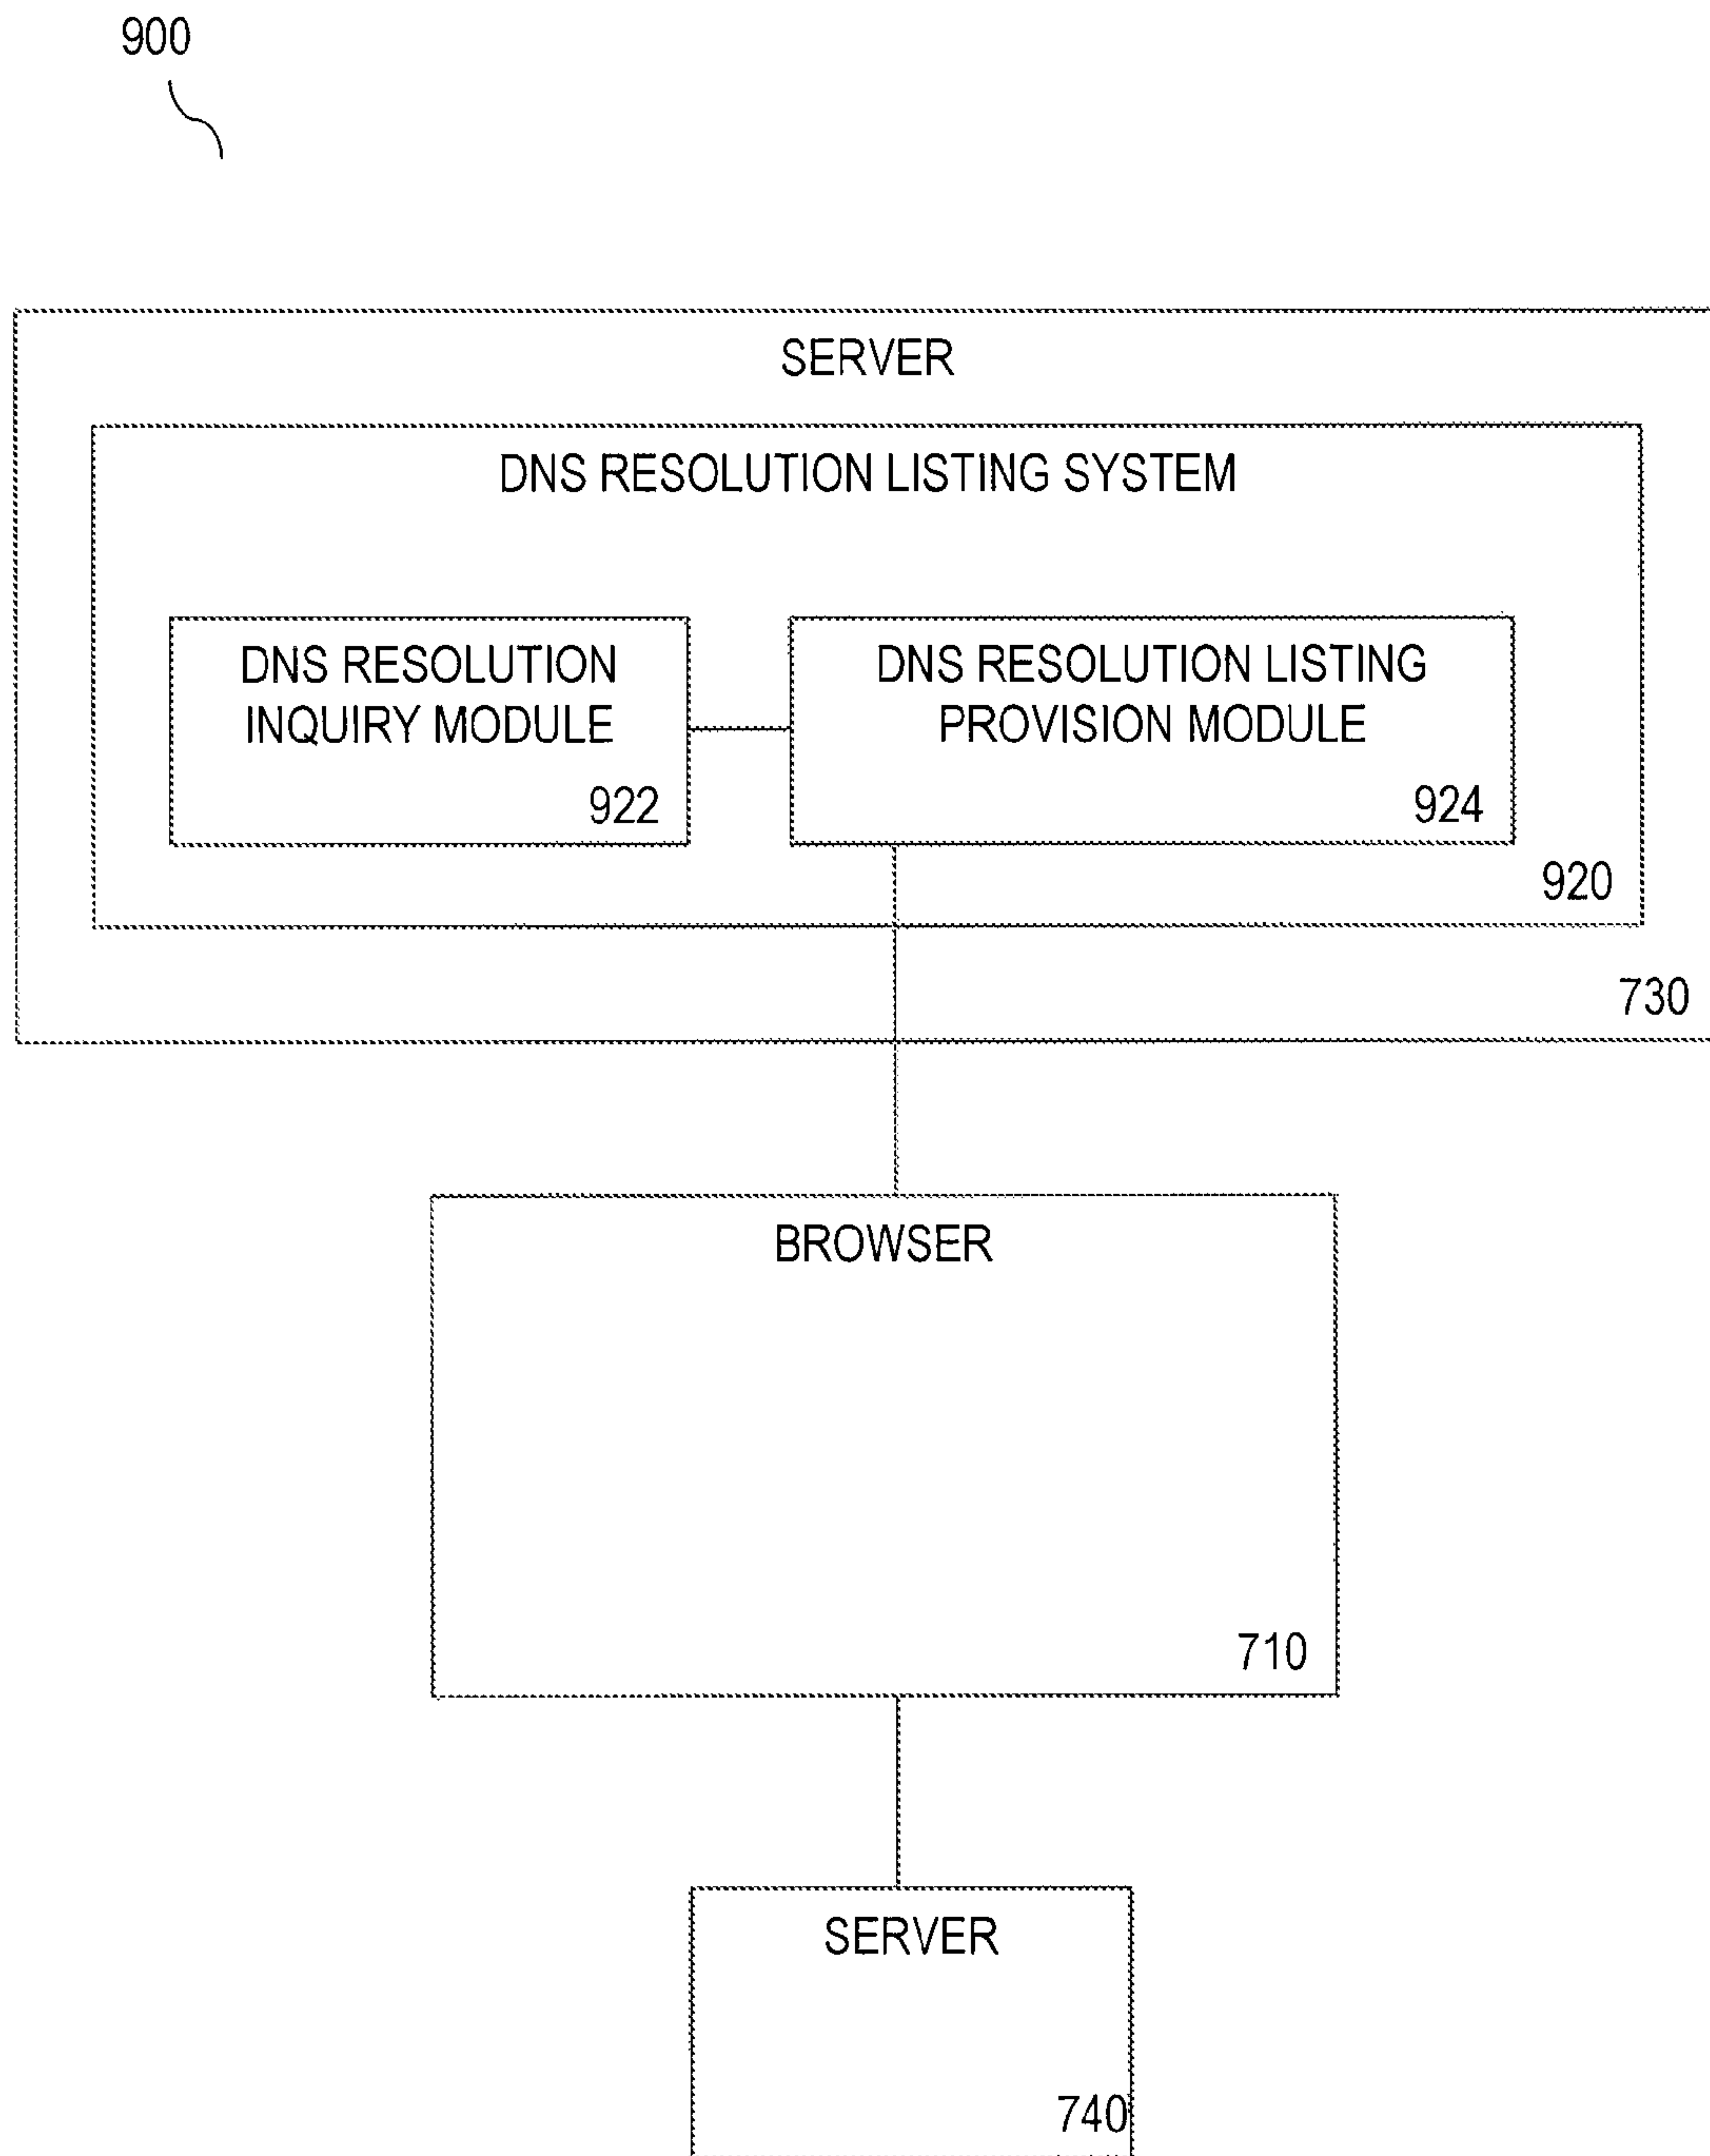 900
SERVER
DNS RESOLUTION LISTING SYSTEM
DNS RESOLUTION
INQUIRY MODULE
922
DNS RESOLUTION LISTING
PROVISION MODULE
924
920
730
BROWSER
710
SERVER
740